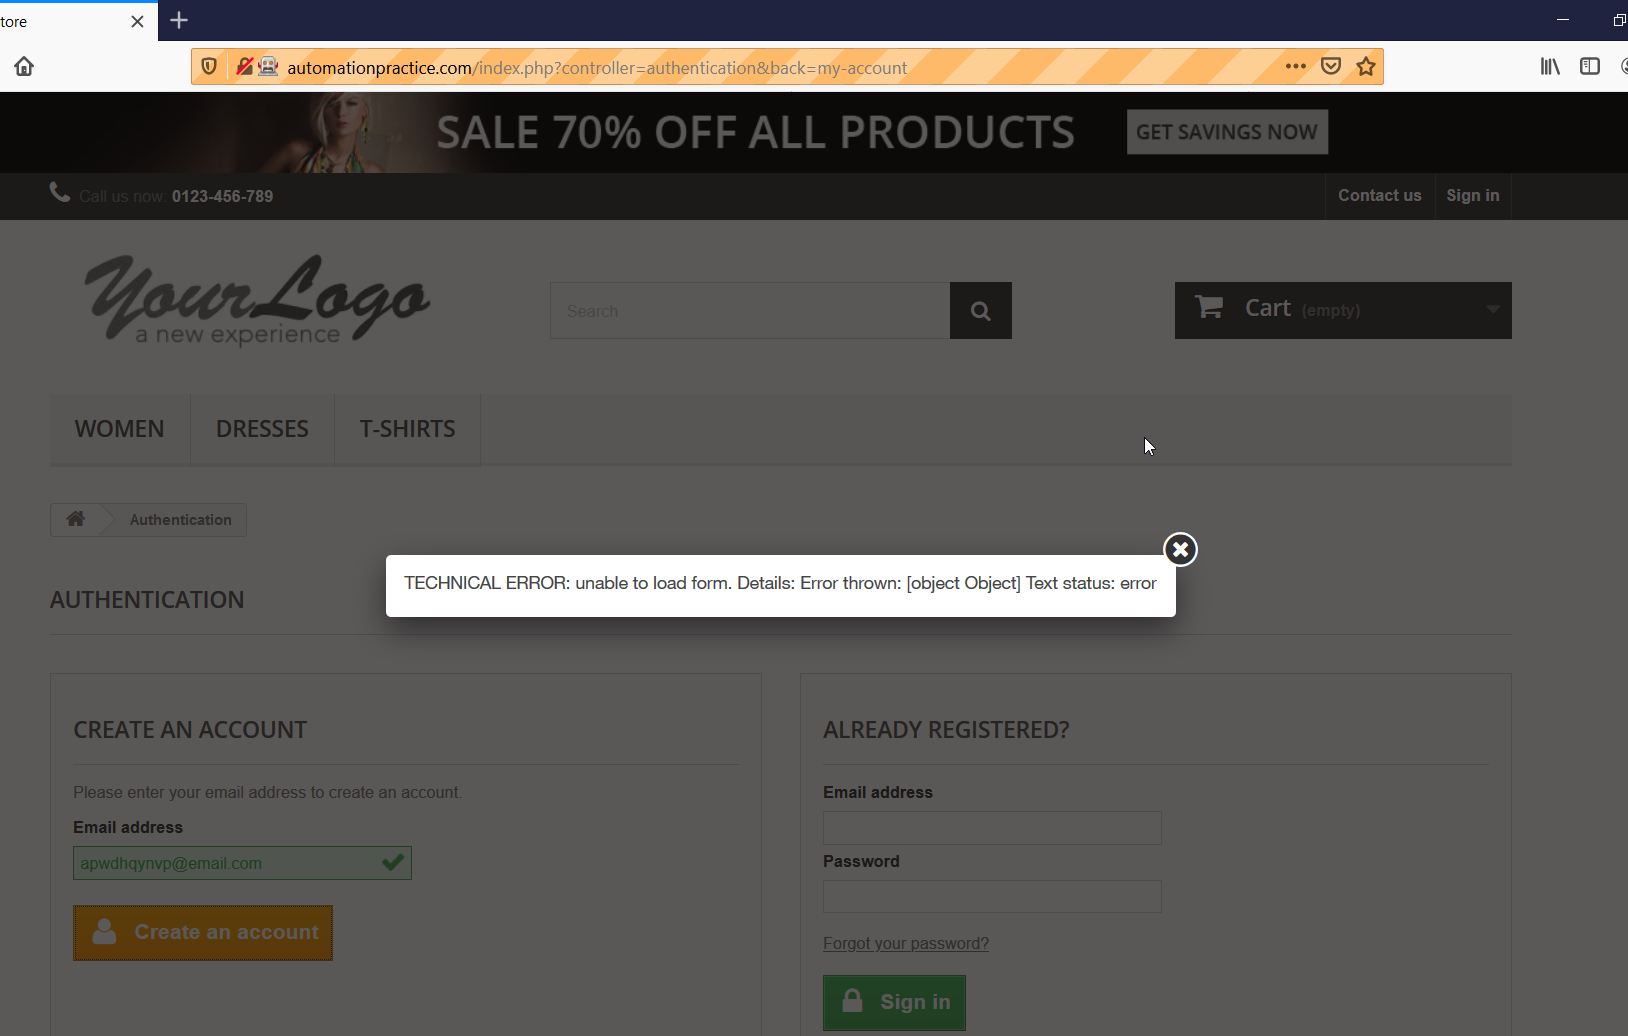 tore
automationpractice.com/index.php?controller=authentication&back=my-account
SALE 70% OFF ALL PRODUCTS
GET SAVINGS NOW
Call us now: 0123-456-789
Contact us
Sign in
YourLogo
a new experience
Search
Cart (empty)
WOMEN
DRESSES
T-SHIRTS
Authentication
TECHNICAL ERROR: unable to load form. Details: Error thrown: [object Object] Text status: error
AUTHENTICATION
CREATE AN ACCOUNT
Please enter your email address to create an account.
Email address
apwdhqynvp@email.com
Create an account
ALREADY REGISTERED?
Email address
Password
Forgot your password?
Sign in